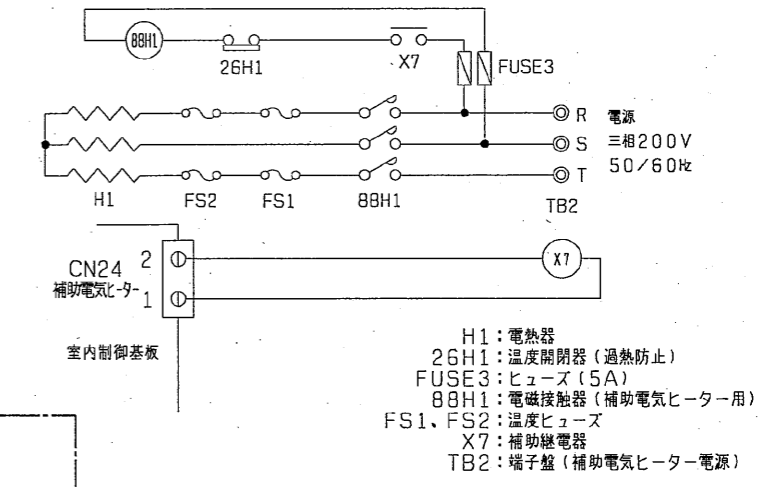 88H1
26H1
X7
FUSE3
R 電源
S 三相200V
T 50/60Hz
H1 FS2 FS1 88H1 TB2
CN24 2
補助電気ヒーター 1
X7
室内制御基板
H1:電熱器
26H1:温度開閉器(過熱防止)
FUSE3:ヒューズ(5A)
88H1:電磁接触器(補助電気ヒーター用)
FS1、FS2:温度ヒューズ
X7:補助継電器
TB2:端子盤(補助電気ヒーター電源)